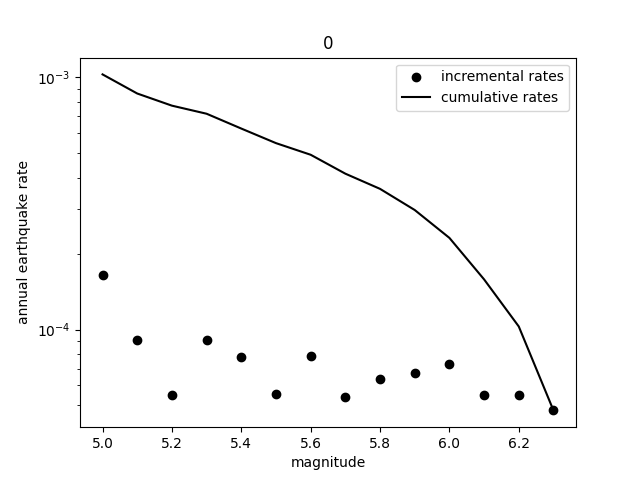 0
incremental rates
cumulative rates
10⁻³
10⁻⁴
annual earthquake rate
5.0 5.2 5.4 5.6 5.8 6.0 6.2
magnitude